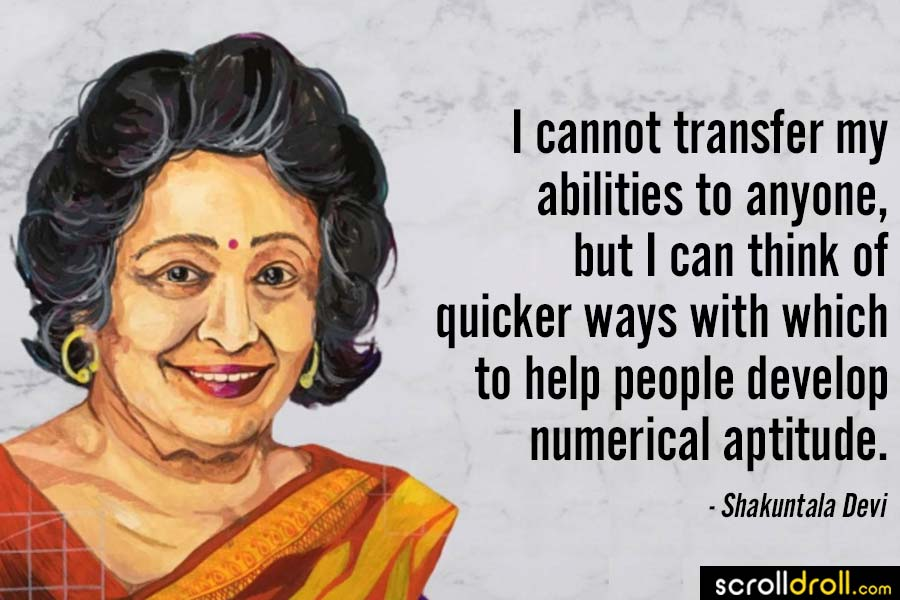 I cannot transfer my
abilities to anyone,
but I can think of
quicker ways with which
to help people develop
numerical aptitude.
- Shakuntala Devi
scrolldroll.com